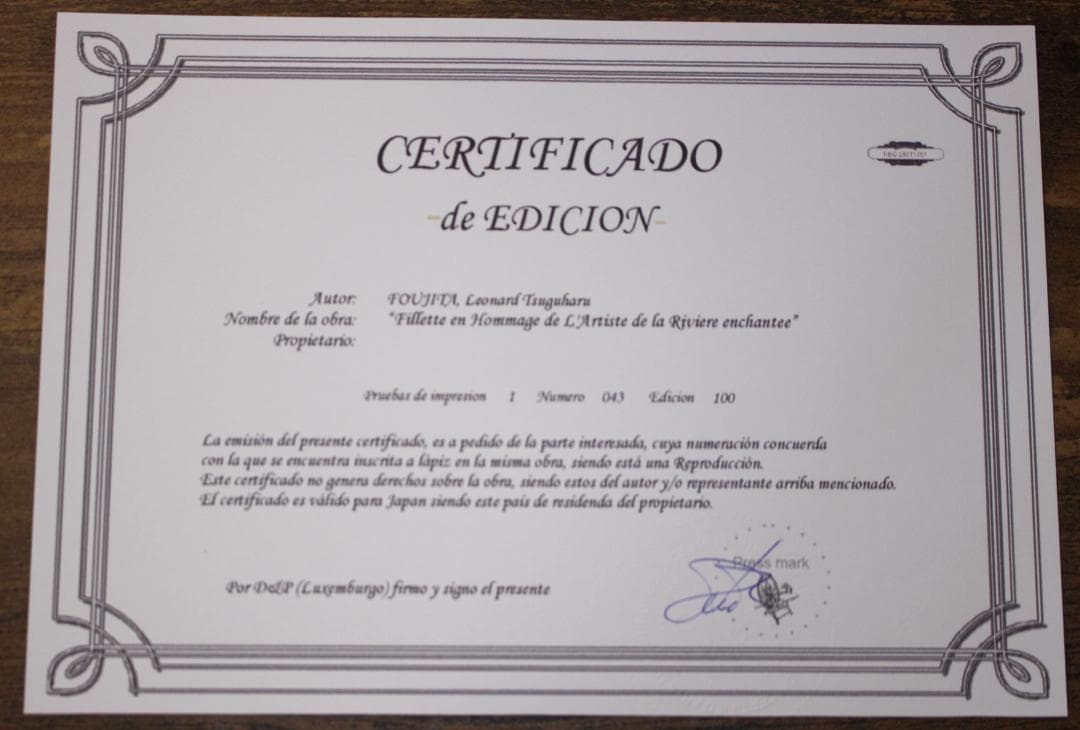 CERTIFICADO
-de EDICION-
Autor: FOUJITA, Leonard Tsuguharu
Nombre de la obra: "Fillette en Hommage de L'Artiste de la Riviere enchantee"
Propietario:
Pruebas de impresion 1 Numero 043 Edicion 100
La emisión del presente certificado, es a pedido de la parte interesada, cuya numeración concuerda
con la que se encuentra inscrita a lápiz en la misma obra, siendo está una Reproducción.
Este certificado no genera derechos sobre la obra, siendo estos del autor y/o representante arriba mencionado.
El certificado es válido para Japan siendo este país de residenda del propietario.
Press mark
Por DeLP (Luxemburgo) firmo y signo el presente